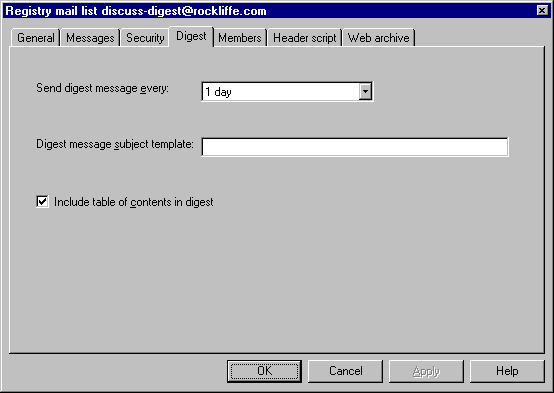 Registry mail list discuss-digest@rockliffe.com
General Messages Security Digest Members Header script Web archive
Send digest message every: 1 day
Digest message subject template:
Include table of contents in digest
OK Cancel Apply Help